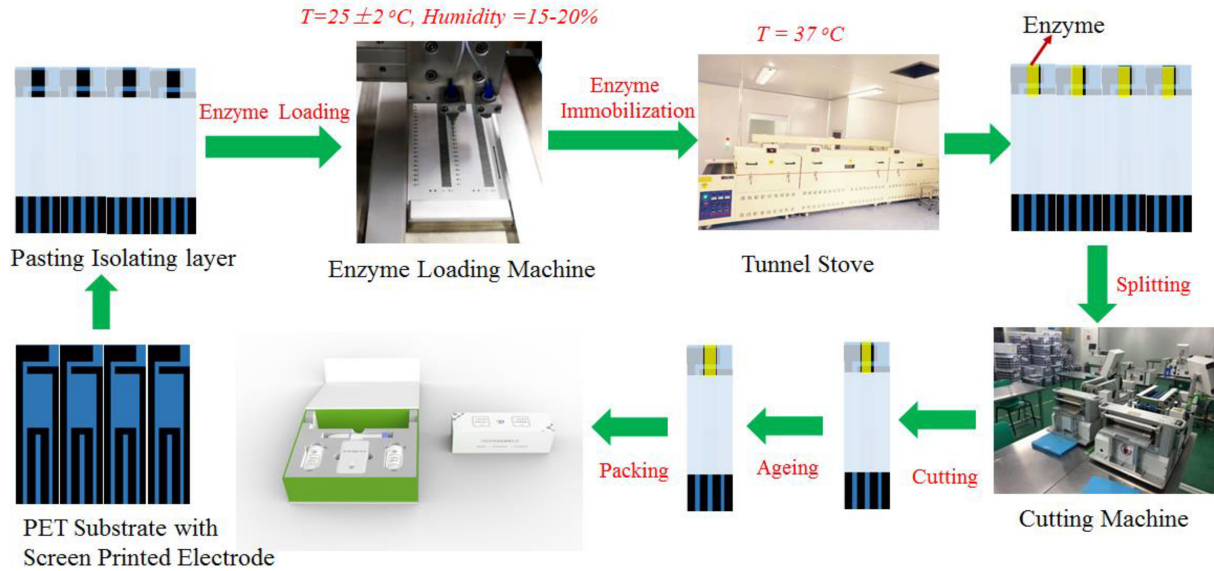 T=25 ±2 °C, Humidity =15-20%
T = 37 °C
Enzyme
Enzyme Loading
Enzyme
Immobilization
Pasting Isolating layer
Enzyme Loading Machine
Tunnel Stove
Splitting
PET Substrate with
Screen Printed Electrode
Packing
Ageing
Cutting
Cutting Machine